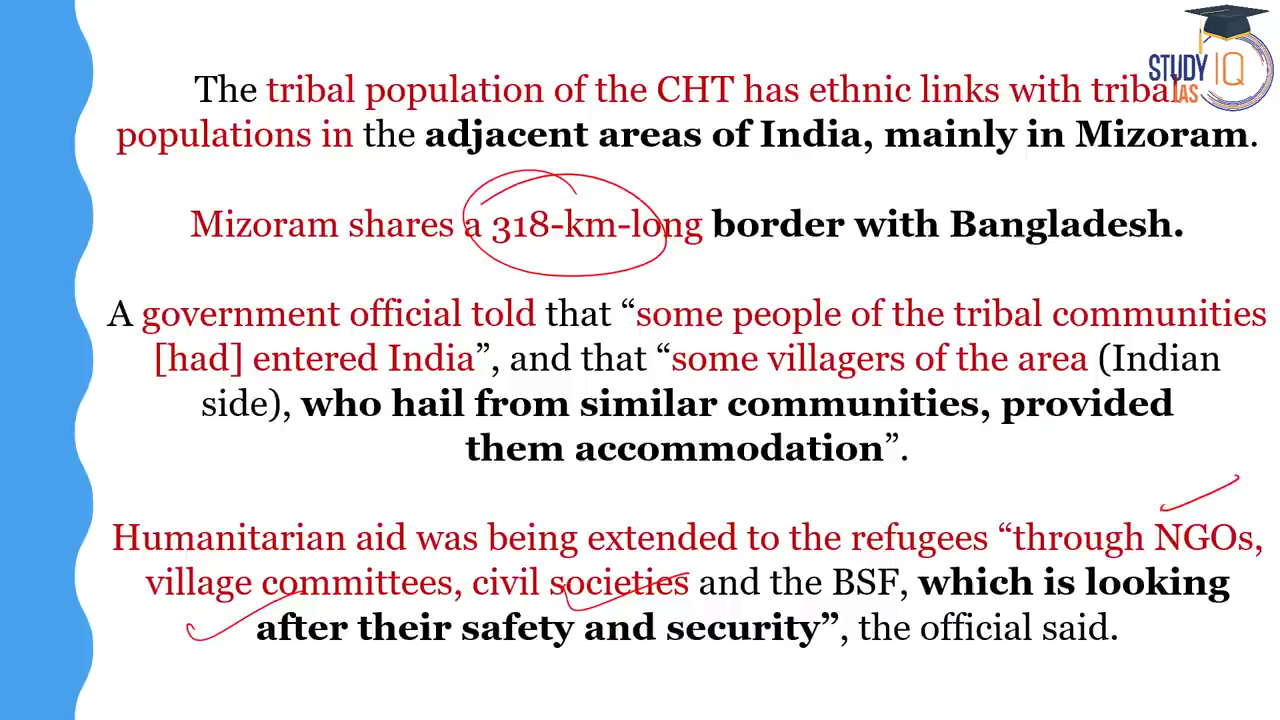 STUDY IQ
IAS
The tribal population of the CHT has ethnic links with tribal
populations in the adjacent areas of India, mainly in Mizoram.
Mizoram shares a 318-km-long border with Bangladesh.
A government official told that “some people of the tribal communities
[had] entered India”, and that “some villagers of the area (Indian
side), who hail from similar communities, provided
them accommodation”.
Humanitarian aid was being extended to the refugees “through NGOs,
village committees, civil societies and the BSF, which is looking
after their safety and security”, the official said.